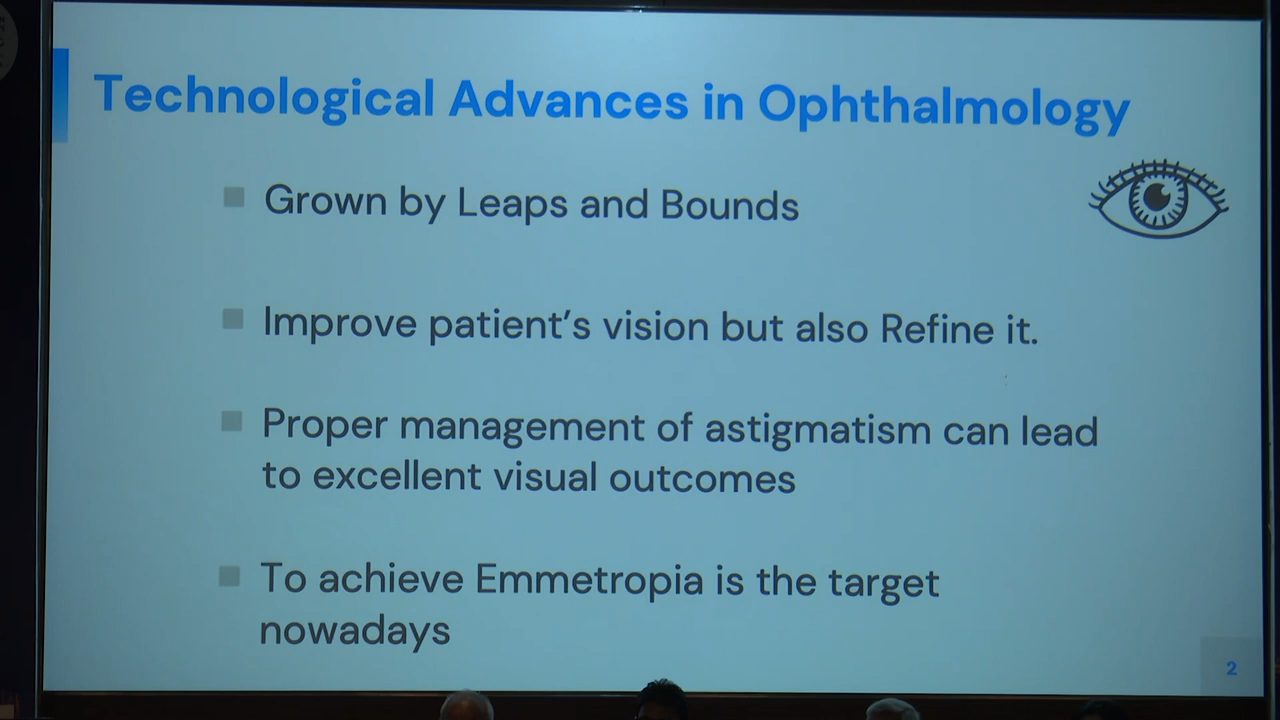 Technological Advances in Ophthalmology
Grown by Leaps and Bounds
Improve patient’s vision but also Refine it.
Proper management of astigmatism can lead
to excellent visual outcomes
To achieve Emmetropia is the target
nowadays
2